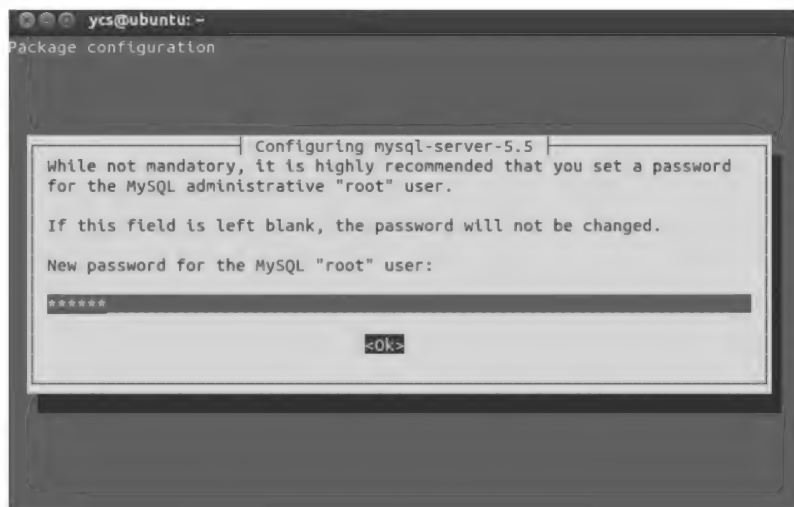 ycs@ubuntu: ~
Package configuration
Configuring mysql-server-5.5
While not mandatory, it is highly recommended that you set a password
for the MySQL administrative "root" user.
If this field is left blank, the password will not be changed.
New password for the MySQL "root" user:
******
<Ok>